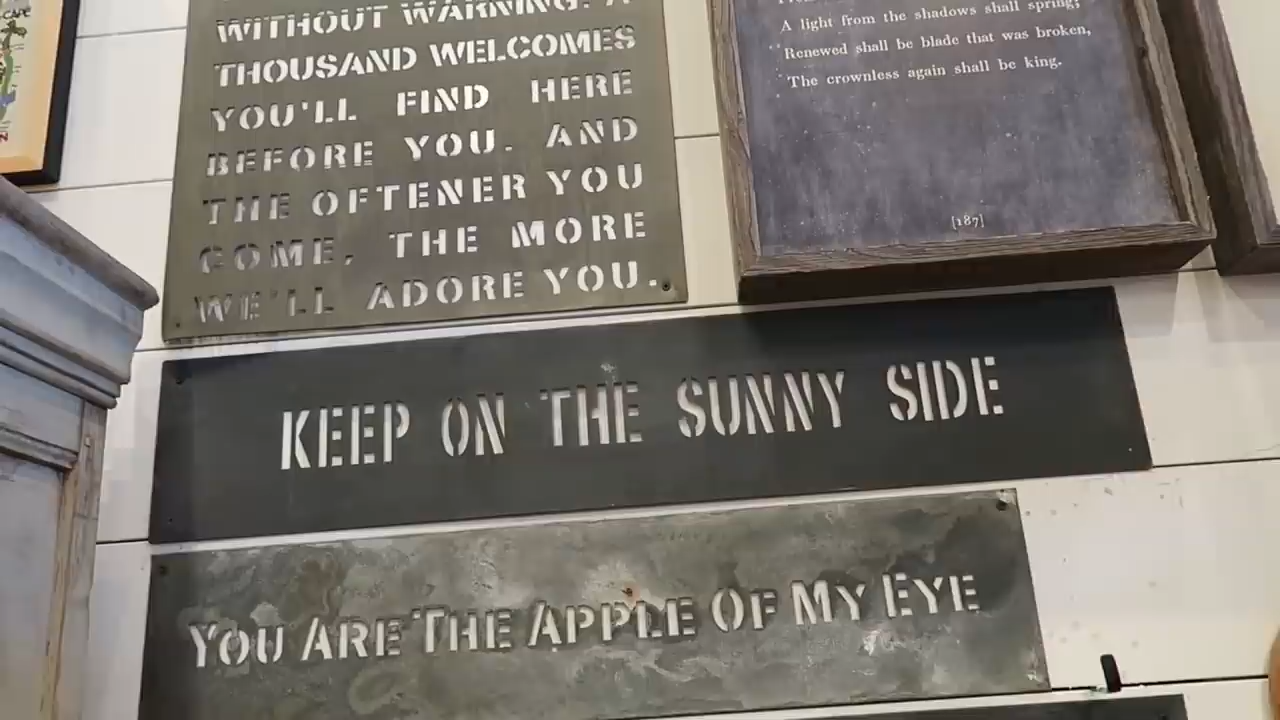 WITHOUT WARNING. A
THOUSAND WELCOMES
YOU'LL FIND HERE
BEFORE YOU. AND
THE OFTENER YOU
COME, THE MORE
WE'LL ADORE YOU.
A light from the shadows shall spring;
Renewed shall be blade that was broken,
The crownless again shall be king.
[187]
KEEP ON THE SUNNY SIDE
YOU ARE THE APPLE OF MY EYE